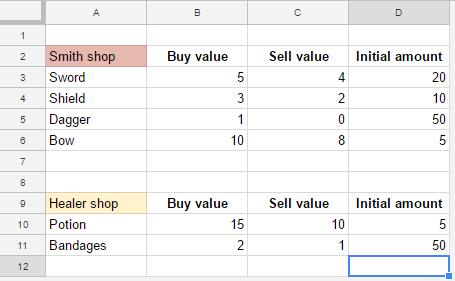 A B C D
1
2 Smith shop Buy value Sell value Initial amount
3 Sword 5 4 20
4 Shield 3 2 10
5 Dagger 1 0 50
6 Bow 10 8 5
7
8
9 Healer shop Buy value Sell value Initial amount
10 Potion 15 10 5
11 Bandages 2 1 50
12